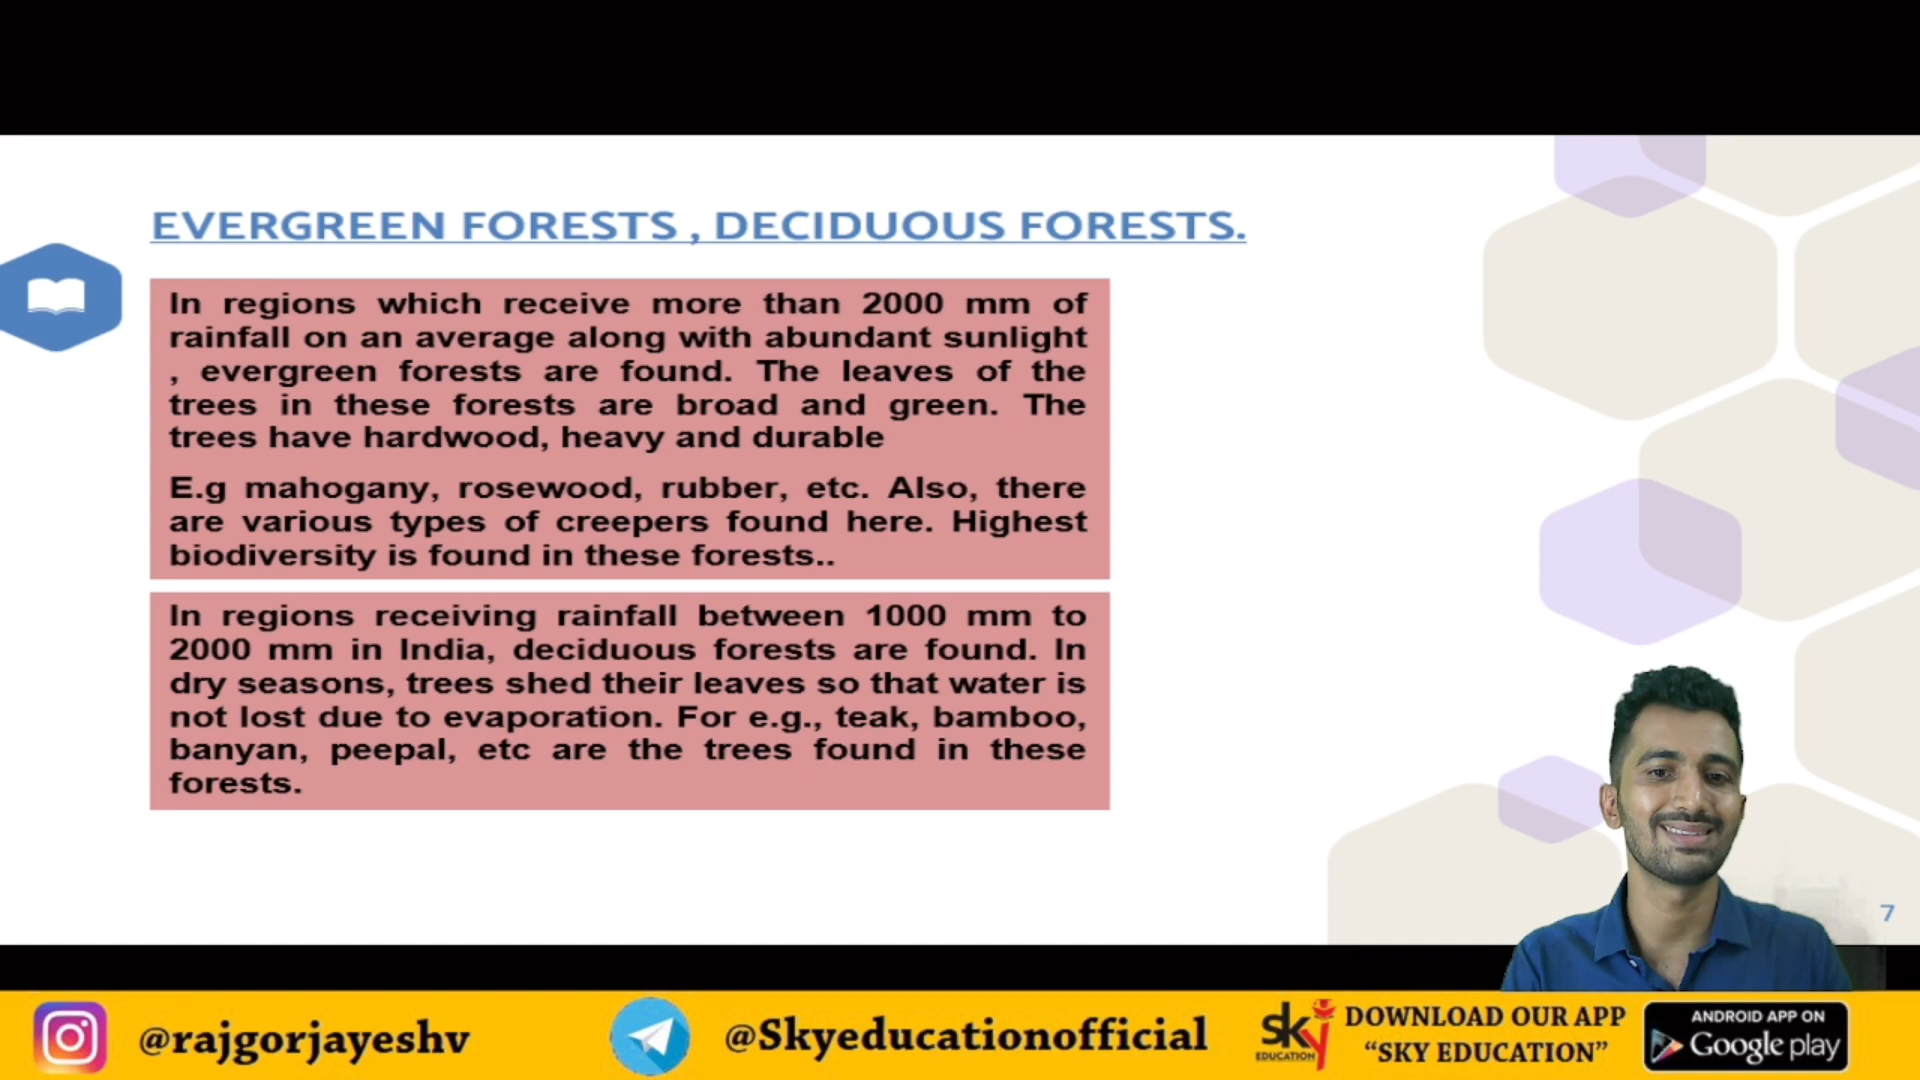 EVERGREEN FORESTS , DECIDUOUS FORESTS.
In regions which receive more than 2000 mm of
rainfall on an average along with abundant sunlight
, evergreen forests are found. The leaves of the
trees in these forests are broad and green. The
trees have hardwood, heavy and durable
E.g mahogany, rosewood, rubber, etc. Also, there
are various types of creepers found here. Highest
biodiversity is found in these forests..
In regions receiving rainfall between 1000 mm to
2000 mm in India, deciduous forests are found. In
dry seasons, trees shed their leaves so that water is
not lost due to evaporation. For e.g., teak, bamboo,
banyan, peepal, etc are the trees found in these
forests.
7
@rajgorjayeshv
@Skyeducationofficial
sky
EDUCATION
DOWNLOAD OUR APP
“SKY EDUCATION”
ANDROID APP ON
Google play